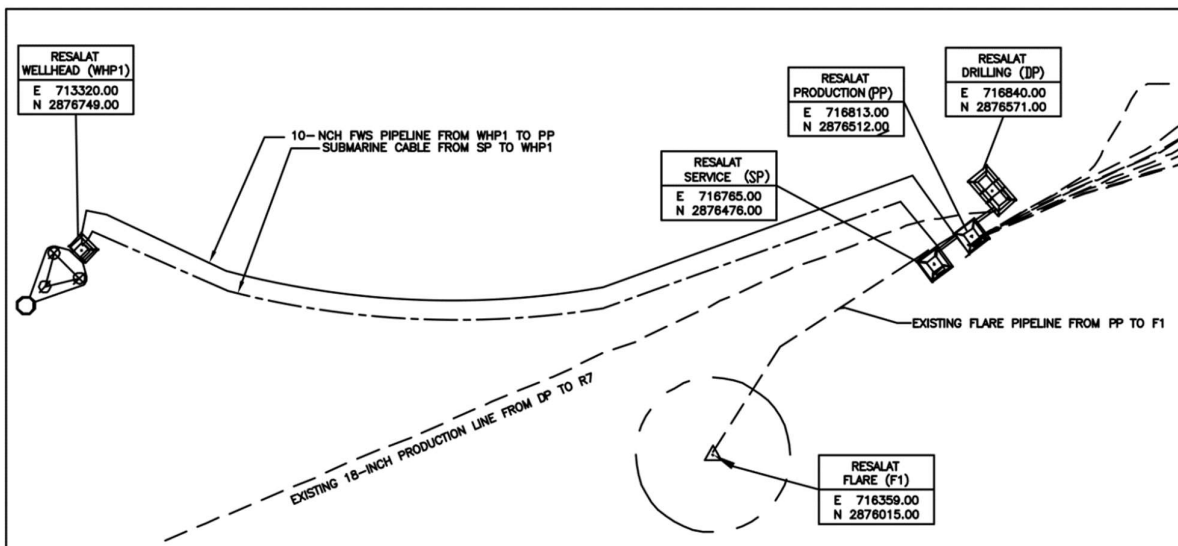 RESALAT
WELLHEAD (WHP1)
E 713320.00
N 2876749.00
10-NCH FWS PIPELINE FROM WHP1 TO PP
SUBMARINE CABLE FROM SP TO WHP1
RESALAT
DRILLING (DP)
E 716840.00
N 2876571.00
RESALAT
PRODUCTION (PP)
E 716813.00
N 2876512.00
RESALAT
SERVICE (SP)
E 716765.00
N 2876476.00
EXISTING FLARE PIPELINE FROM PP TO F1
EXISTING 18-INCH PRODUCTION LINE FROM DP TO R7
RESALAT
FLARE (F1)
E 716359.00
N 2876015.00